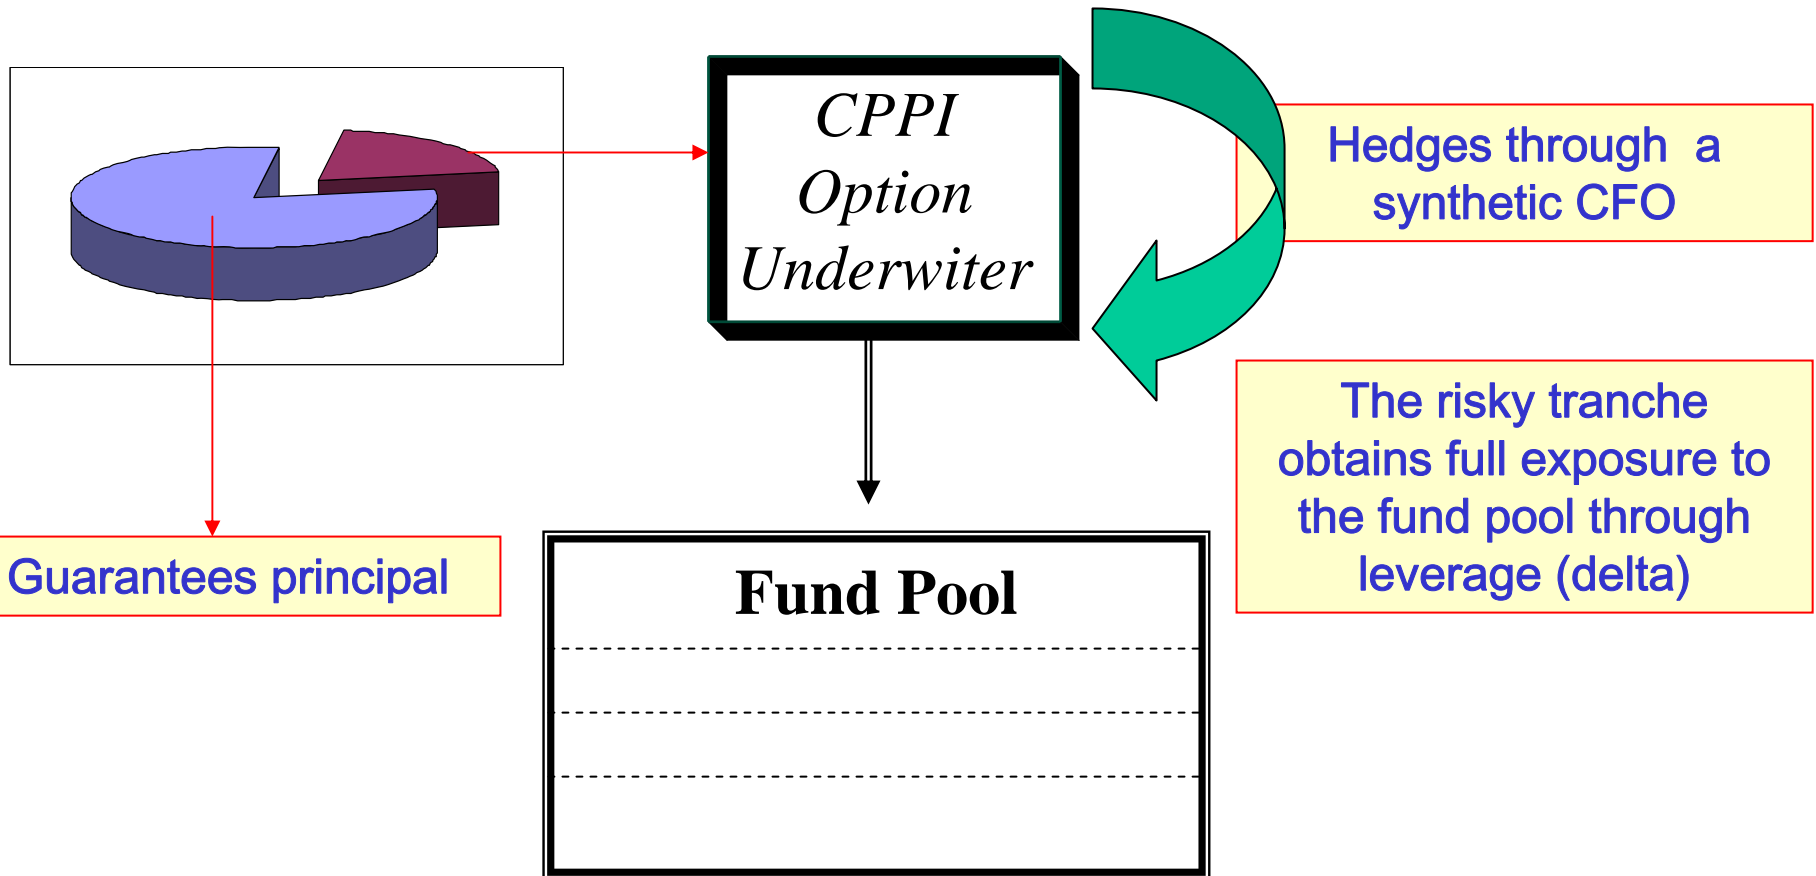 CPPI
Option
Underwiter
Hedges through a
synthetic CFO
The risky tranche
obtains full exposure to
the fund pool through
leverage (delta)
Guarantees principal
Fund Pool